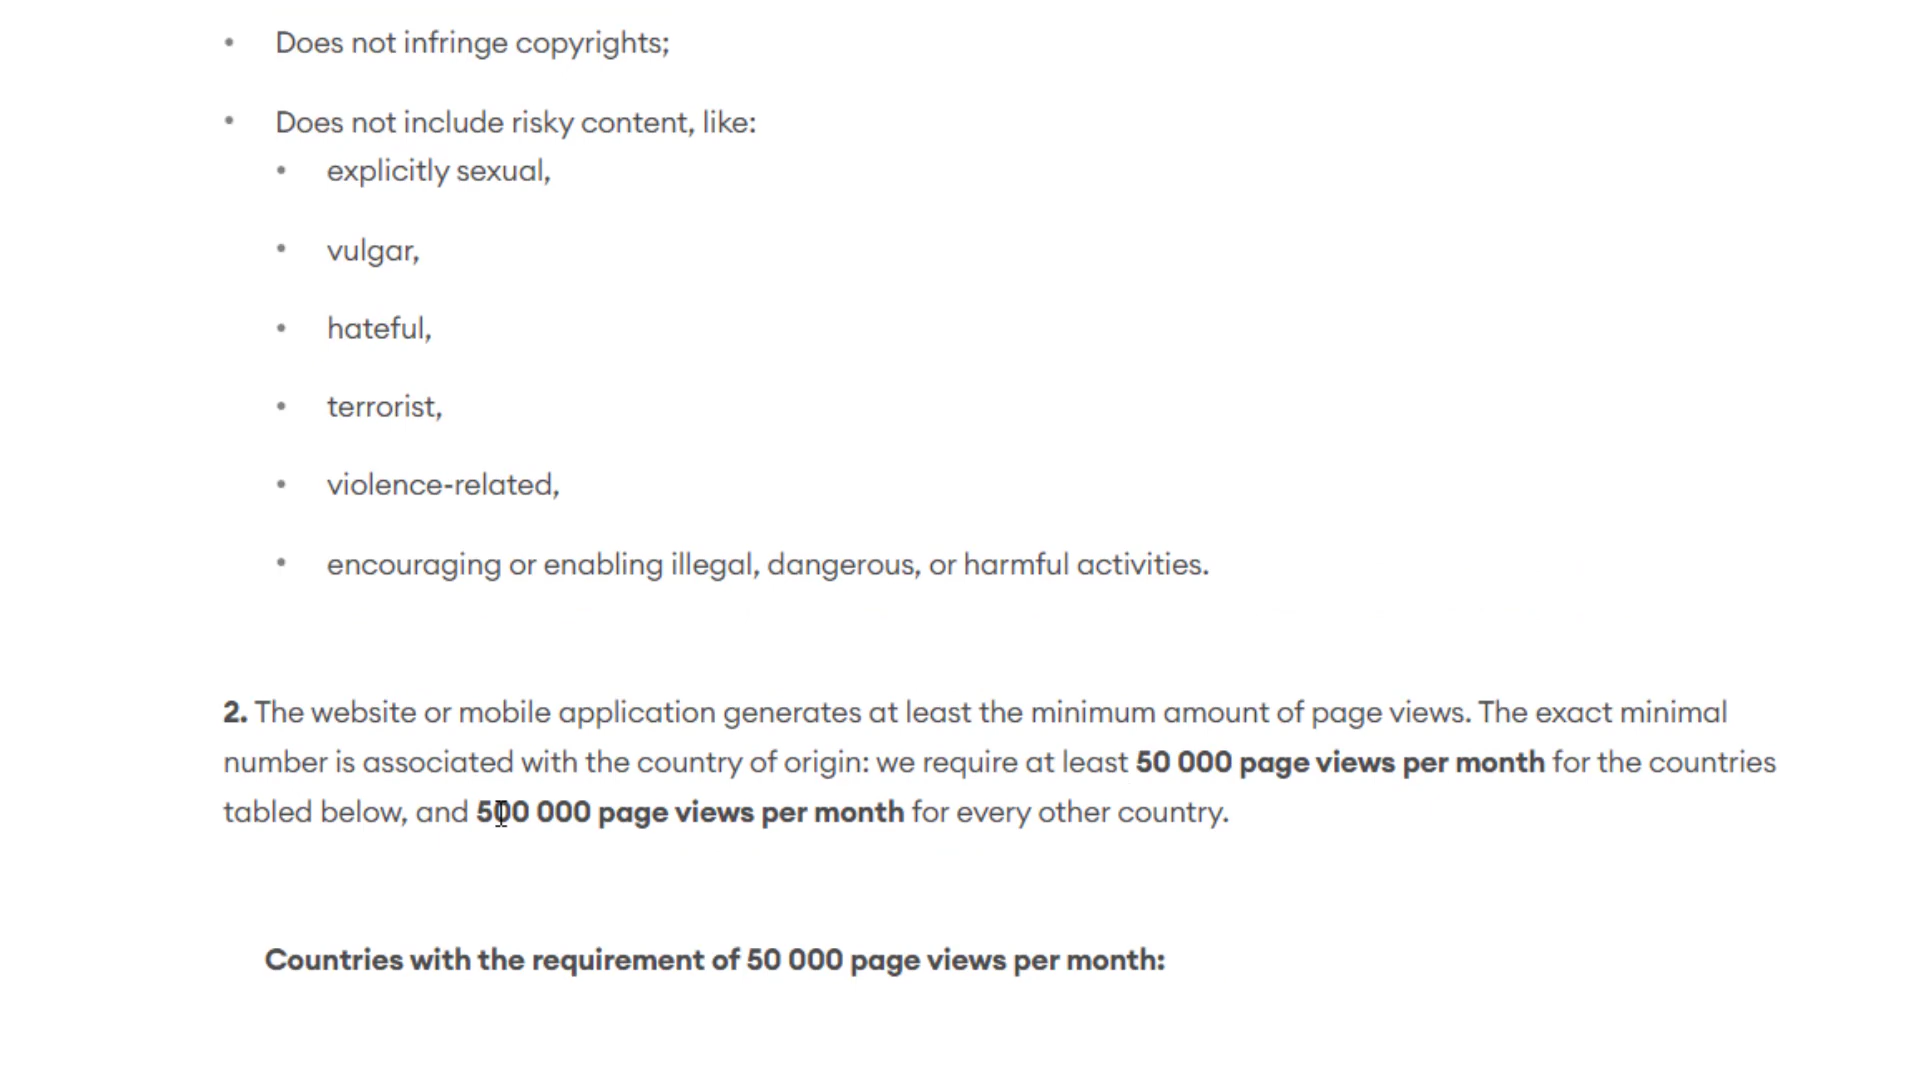 • Does not infringe copyrights;
• Does not include risky content, like:
• explicitly sexual,
• vulgar,
• hateful,
• terrorist,
• violence-related,
• encouraging or enabling illegal, dangerous, or harmful activities.
2. The website or mobile application generates at least the minimum amount of page views. The exact minimal
number is associated with the country of origin: we require at least 50 000 page views per month for the countries
tabled below, and 500 000 page views per month for every other country.
Countries with the requirement of 50 000 page views per month: